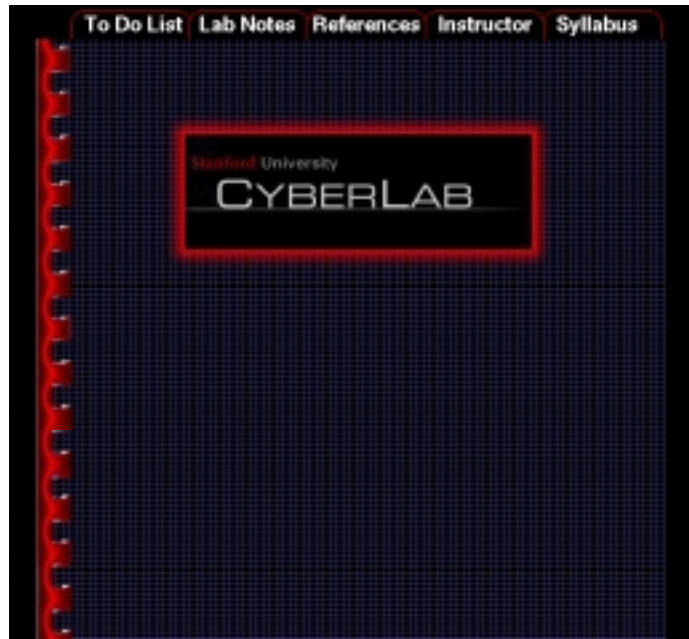 To Do List Lab Notes References Instructor Syllabus
Stanford University
CYBERLAB